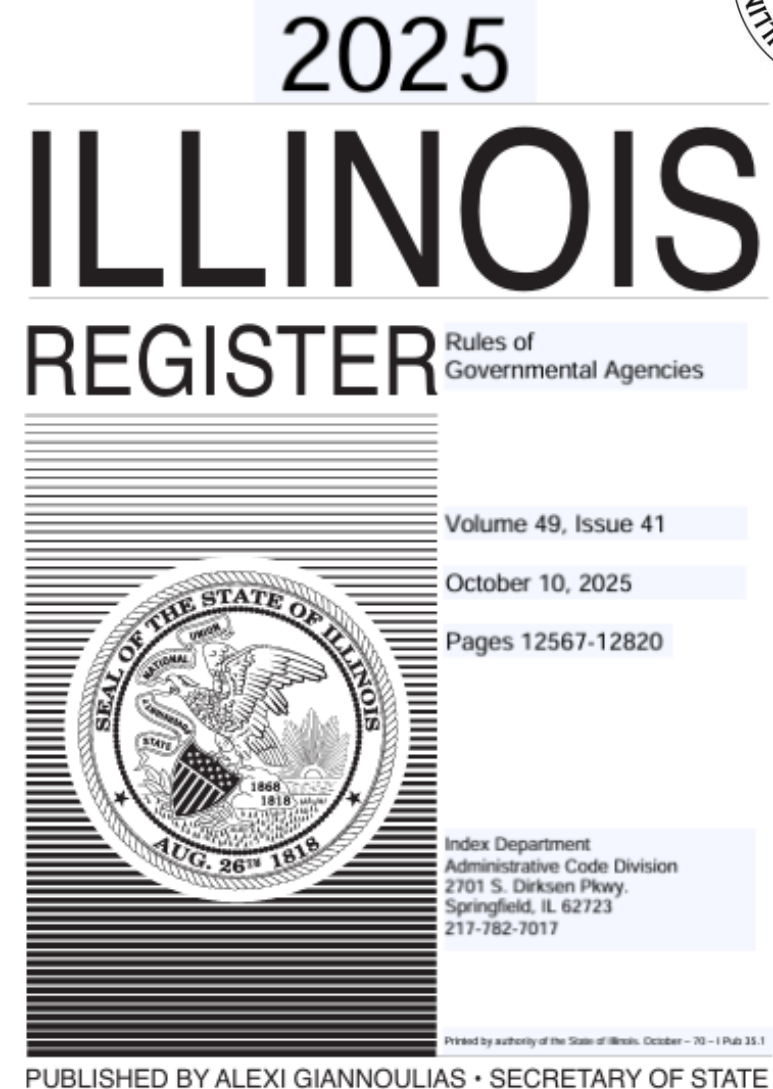 2025
ILLIN
ILLINOIS
REGISTER
Rules of
Governmental Agencies
Volume 49, Issue 41
October 10, 2025
Pages 12567-12820
SEAL OF THE STATE OF ILLINOIS
UNION
NATIONAL
SOVEREIGNTY
STATE
1868
1818
AUG. 26TH 1818
Index Department
Administrative Code Division
2701 S. Dirksen Pkwy.
Springfield, IL 62723
217-782-7017
Printed by authority of the State of Illinois. October – 70 – I Pub 35.1
PUBLISHED BY ALEXI GIANNOULIAS • SECRETARY OF STATE